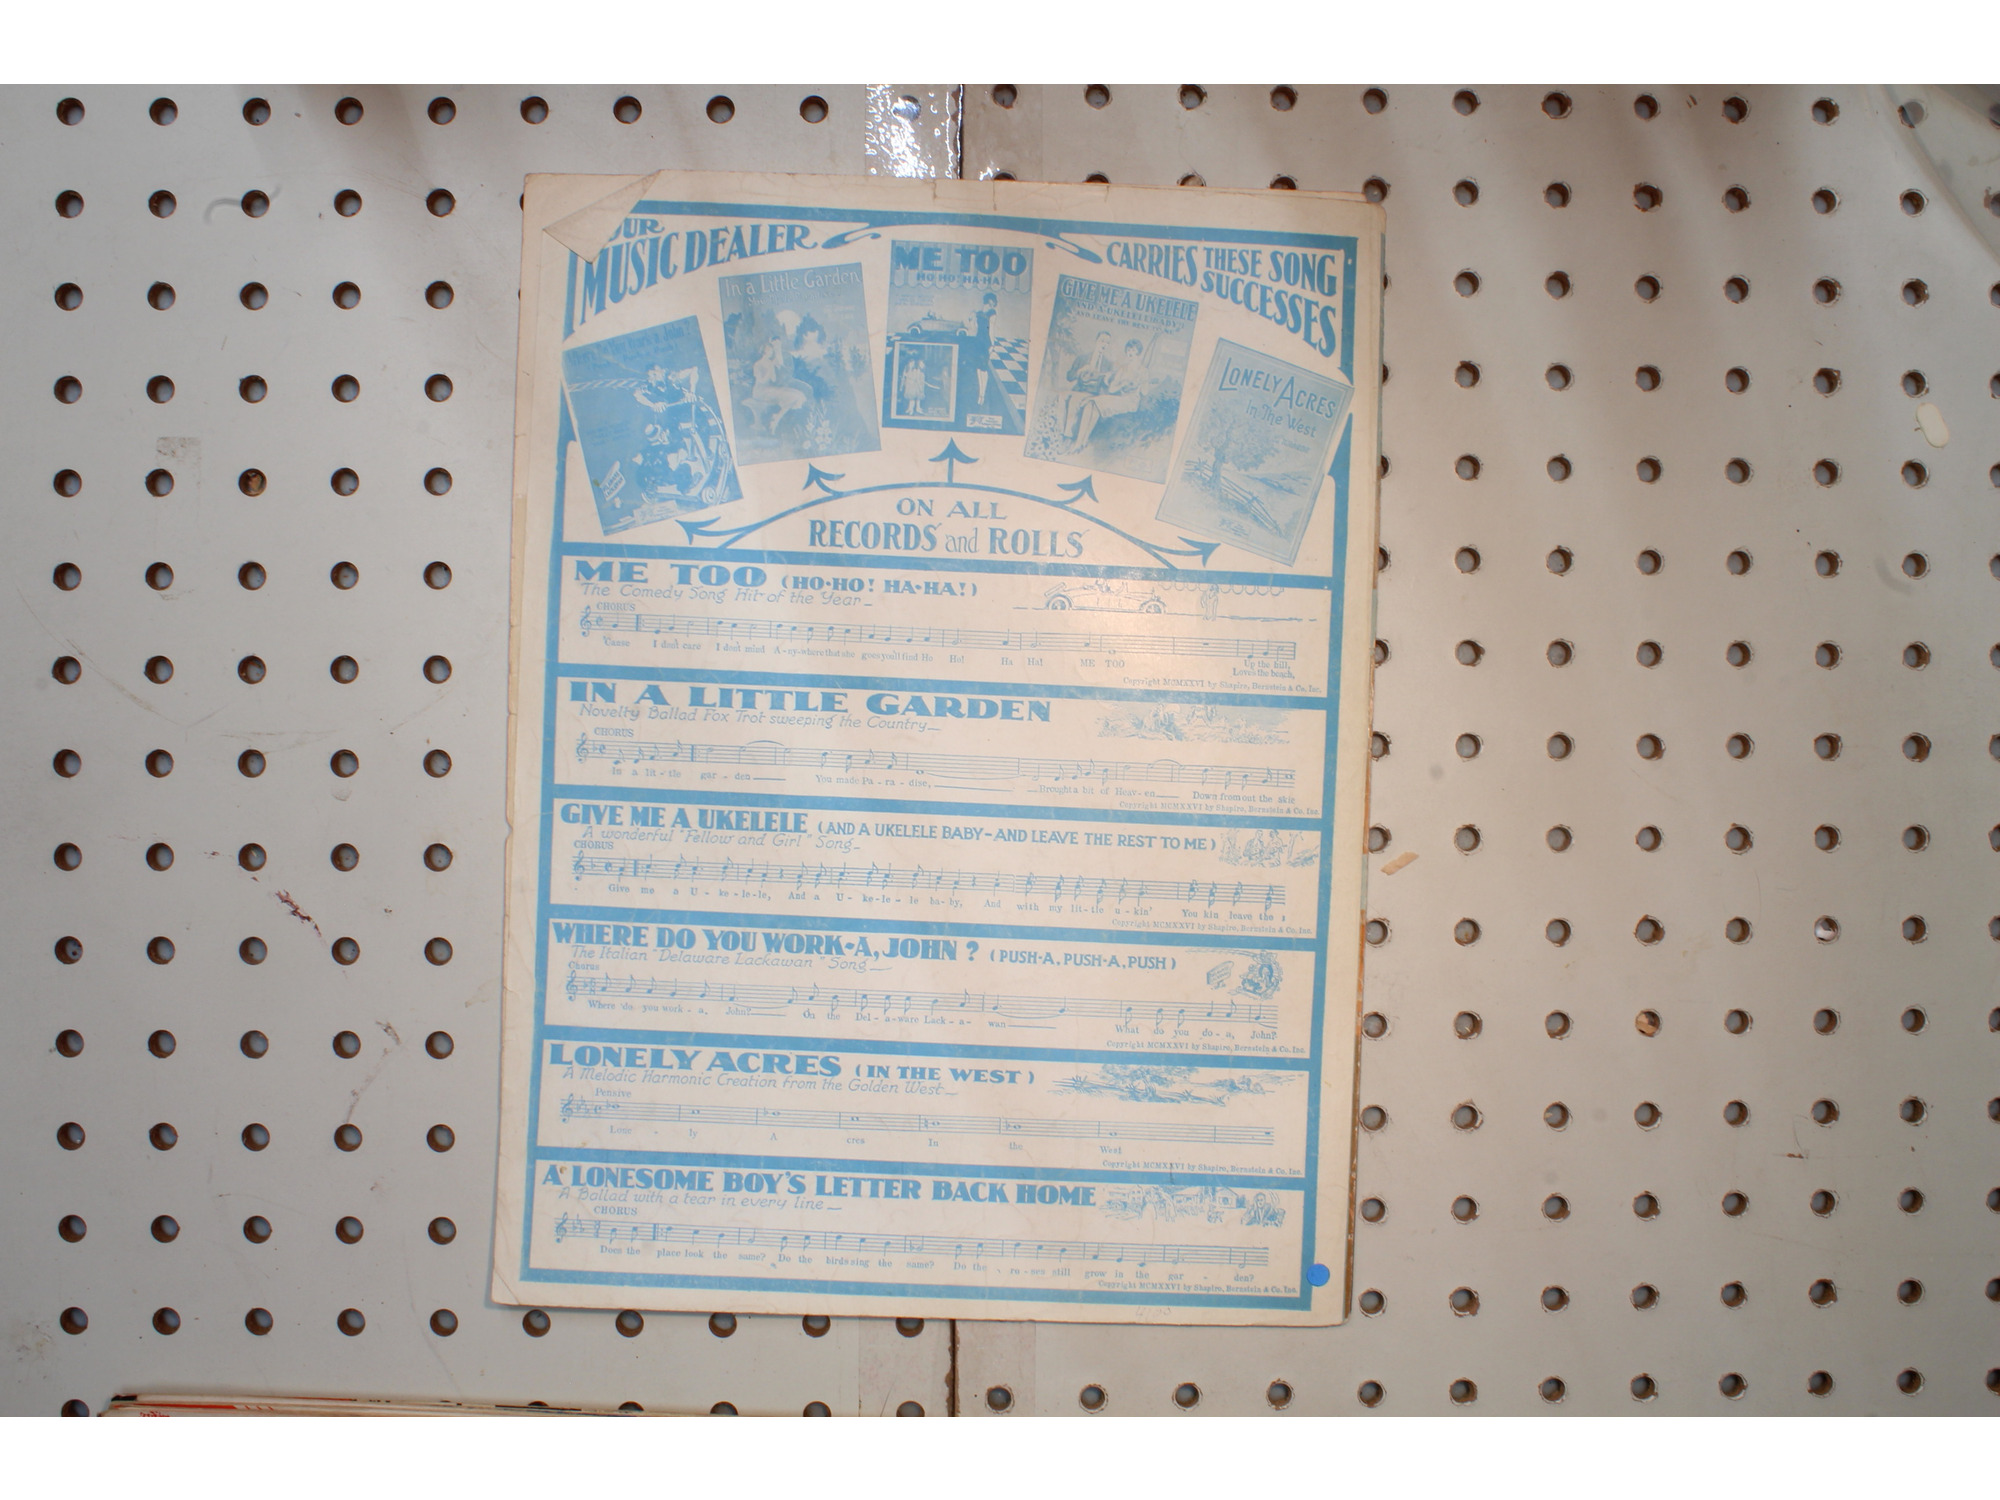 OUR
MUSIC DEALER
CARRIES THESE SONG
SUCCESSES
In a Little Garden
ME TOO
HO-HO HA-HA
GIVE ME A UKELELE
AND A UKELELE BABY
AND LEAVE THE REST TO ME
LONELY ACRES
In The West
ON ALL
RECORDS and ROLLS
ME TOO (HO-HO! HA-HA!)
The Comedy Song Hit of the Year—
CHORUS
'Cause I don't care I don't mind A-ny-where that she goes you'll find Ho Ho! Ha Ha! ME TOO Up the hill,
Loves the beach,
Copyright MCMXXVI by Shapiro, Bernstein & Co. Inc.
IN A LITTLE GARDEN
Novelty Ballad Fox Trot sweeping the Country—
CHORUS
In a lit-tle gar-den You made Pa-ra-dise, Brought a bit of Heav-en Down from out the skie
Copyright MCMXXVI by Shapiro, Bernstein & Co. Inc.
GIVE ME A UKELELE (AND A UKELELE BABY-AND LEAVE THE REST TO ME)
A wonderful "Fellow and Girl" Song—
CHORUS
Give me a U-ke-le-le, And a U-ke-le-le ba-by, And with my lit-tle u-kin' You kin leave the r
Copyright MCMXXVI by Shapiro, Bernstein & Co. Inc.
WHERE DO YOU WORK-A, JOHN? (PUSH-A, PUSH-A, PUSH)
The Italian "Delaware Lackawan" Song—
Chorus
Where do you work-a, John? On the Del-a-ware Lack-a-wan What do you do-a, John?
Copyright MCMXXVI by Shapiro, Bernstein & Co. Inc.
LONELY ACRES (IN THE WEST)
A Melodic Harmonic Creation from the Golden West—
Pensive
Lone-ly A cres In the West
Copyright MCMXXVI by Shapiro, Bernstein & Co. Inc.
A LONESOME BOY'S LETTER BACK HOME
A Ballad with a tear in every line—
CHORUS
Does the place look the same? Do the birds sing the same? Do the ro-ses still grow in the gar-den?
Copyright MCMXXVI by Shapiro, Bernstein & Co. Inc.